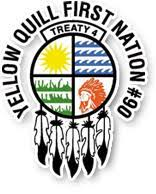 YELLOW QUILL FIRST NATION #90
TREATY 4